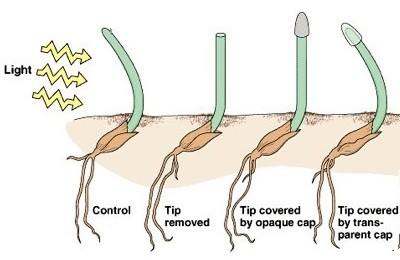 Light
Control
Tip
removed
Tip covered
by opaque cap
Tip covered
by trans-
parent cap